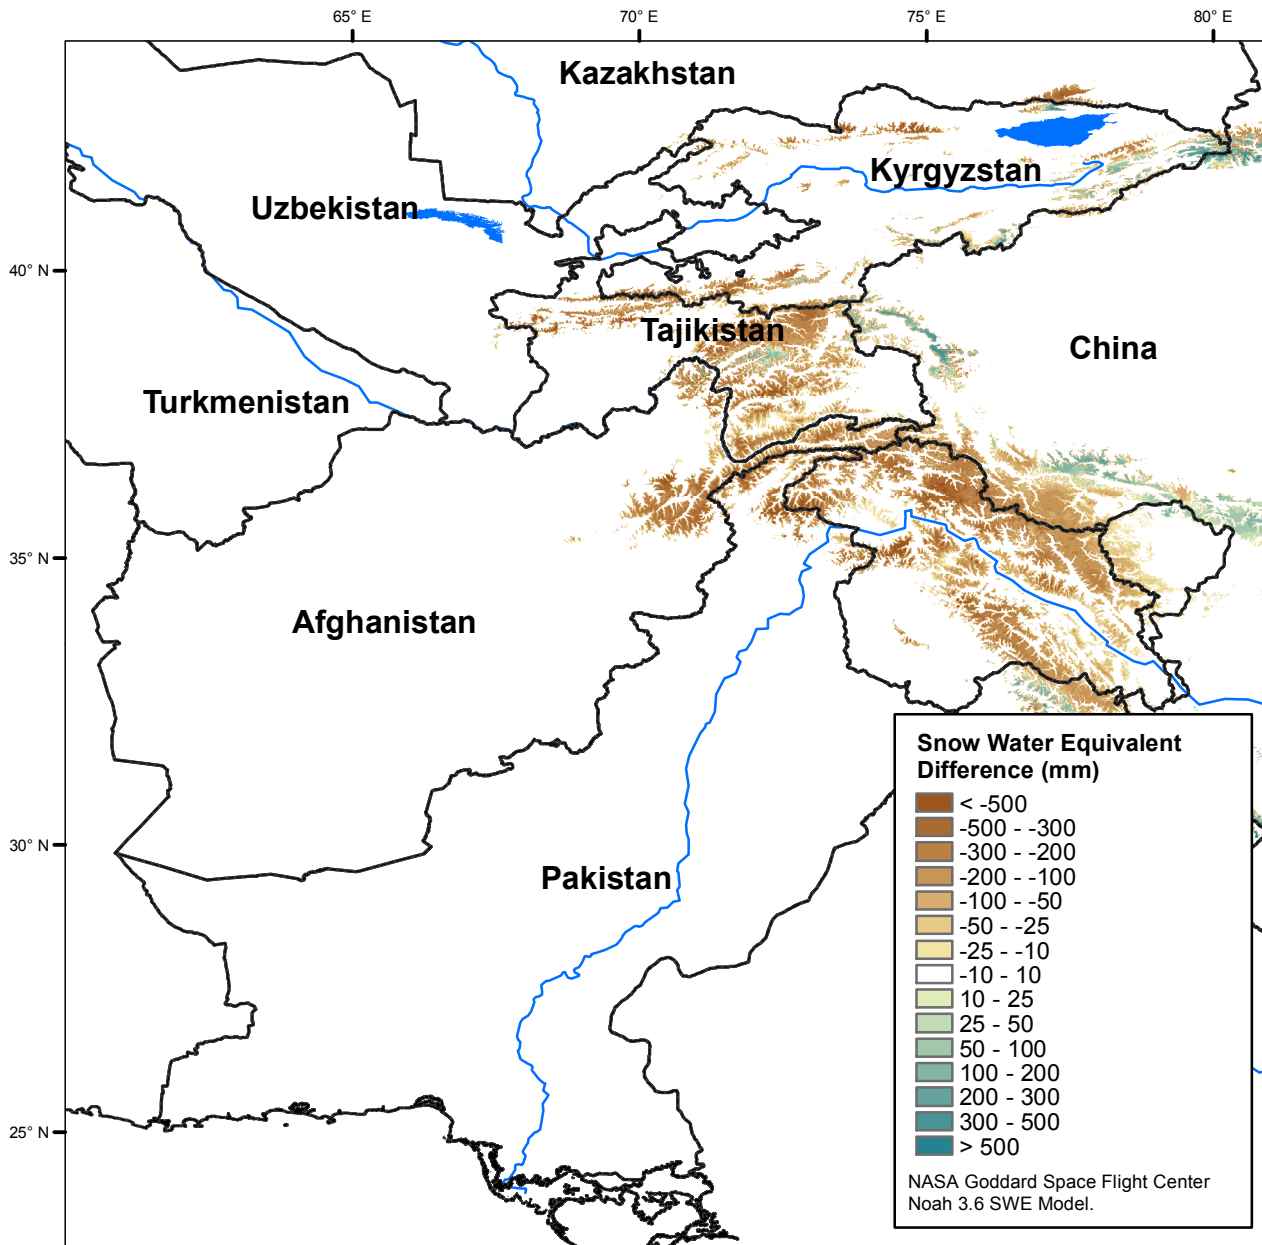 65° E
70° E
75° E
80° E
Kazakhstan
Kyrgyzstan
Uzbekistan
40° N
Tajikistan
China
Turkmenistan
35° N
Afghanistan
30° N
Pakistan
25° N
Snow Water Equivalent
Difference (mm)
< -500
-500 - -300
-300 - -200
-200 - -100
-100 - -50
-50 - -25
-25 - -10
-10 - 10
10 - 25
25 - 50
50 - 100
100 - 200
200 - 300
300 - 500
> 500
NASA Goddard Space Flight Center
Noah 3.6 SWE Model.